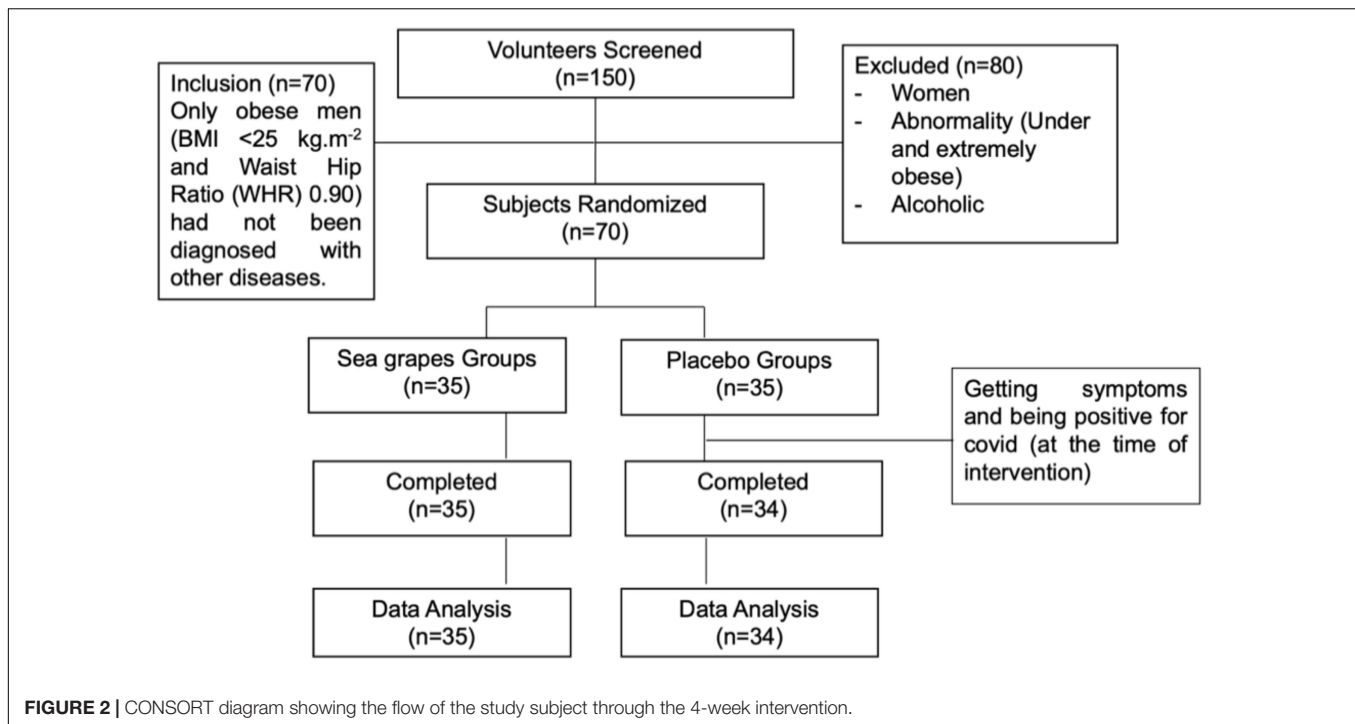 Volunteers Screened
(n=150)
Inclusion (n=70)
Only obese men
(BMI <25 kg.m-2
and Waist Hip
Ratio (WHR) 0.90)
had not been
diagnosed with
other diseases.
Excluded (n=80)
- Women
- Abnormality (Under
and extremely
obese)
- Alcoholic
Subjects Randomized
(n=70)
Sea grapes Groups
(n=35)
Placebo Groups
(n=35)
Getting symptoms
and being positive for
covid (at the time of
intervention)
Completed
(n=35)
Completed
(n=34)
Data Analysis
(n=35)
Data Analysis
(n=34)
FIGURE 2 | CONSORT diagram showing the flow of the study subject through the 4-week intervention.